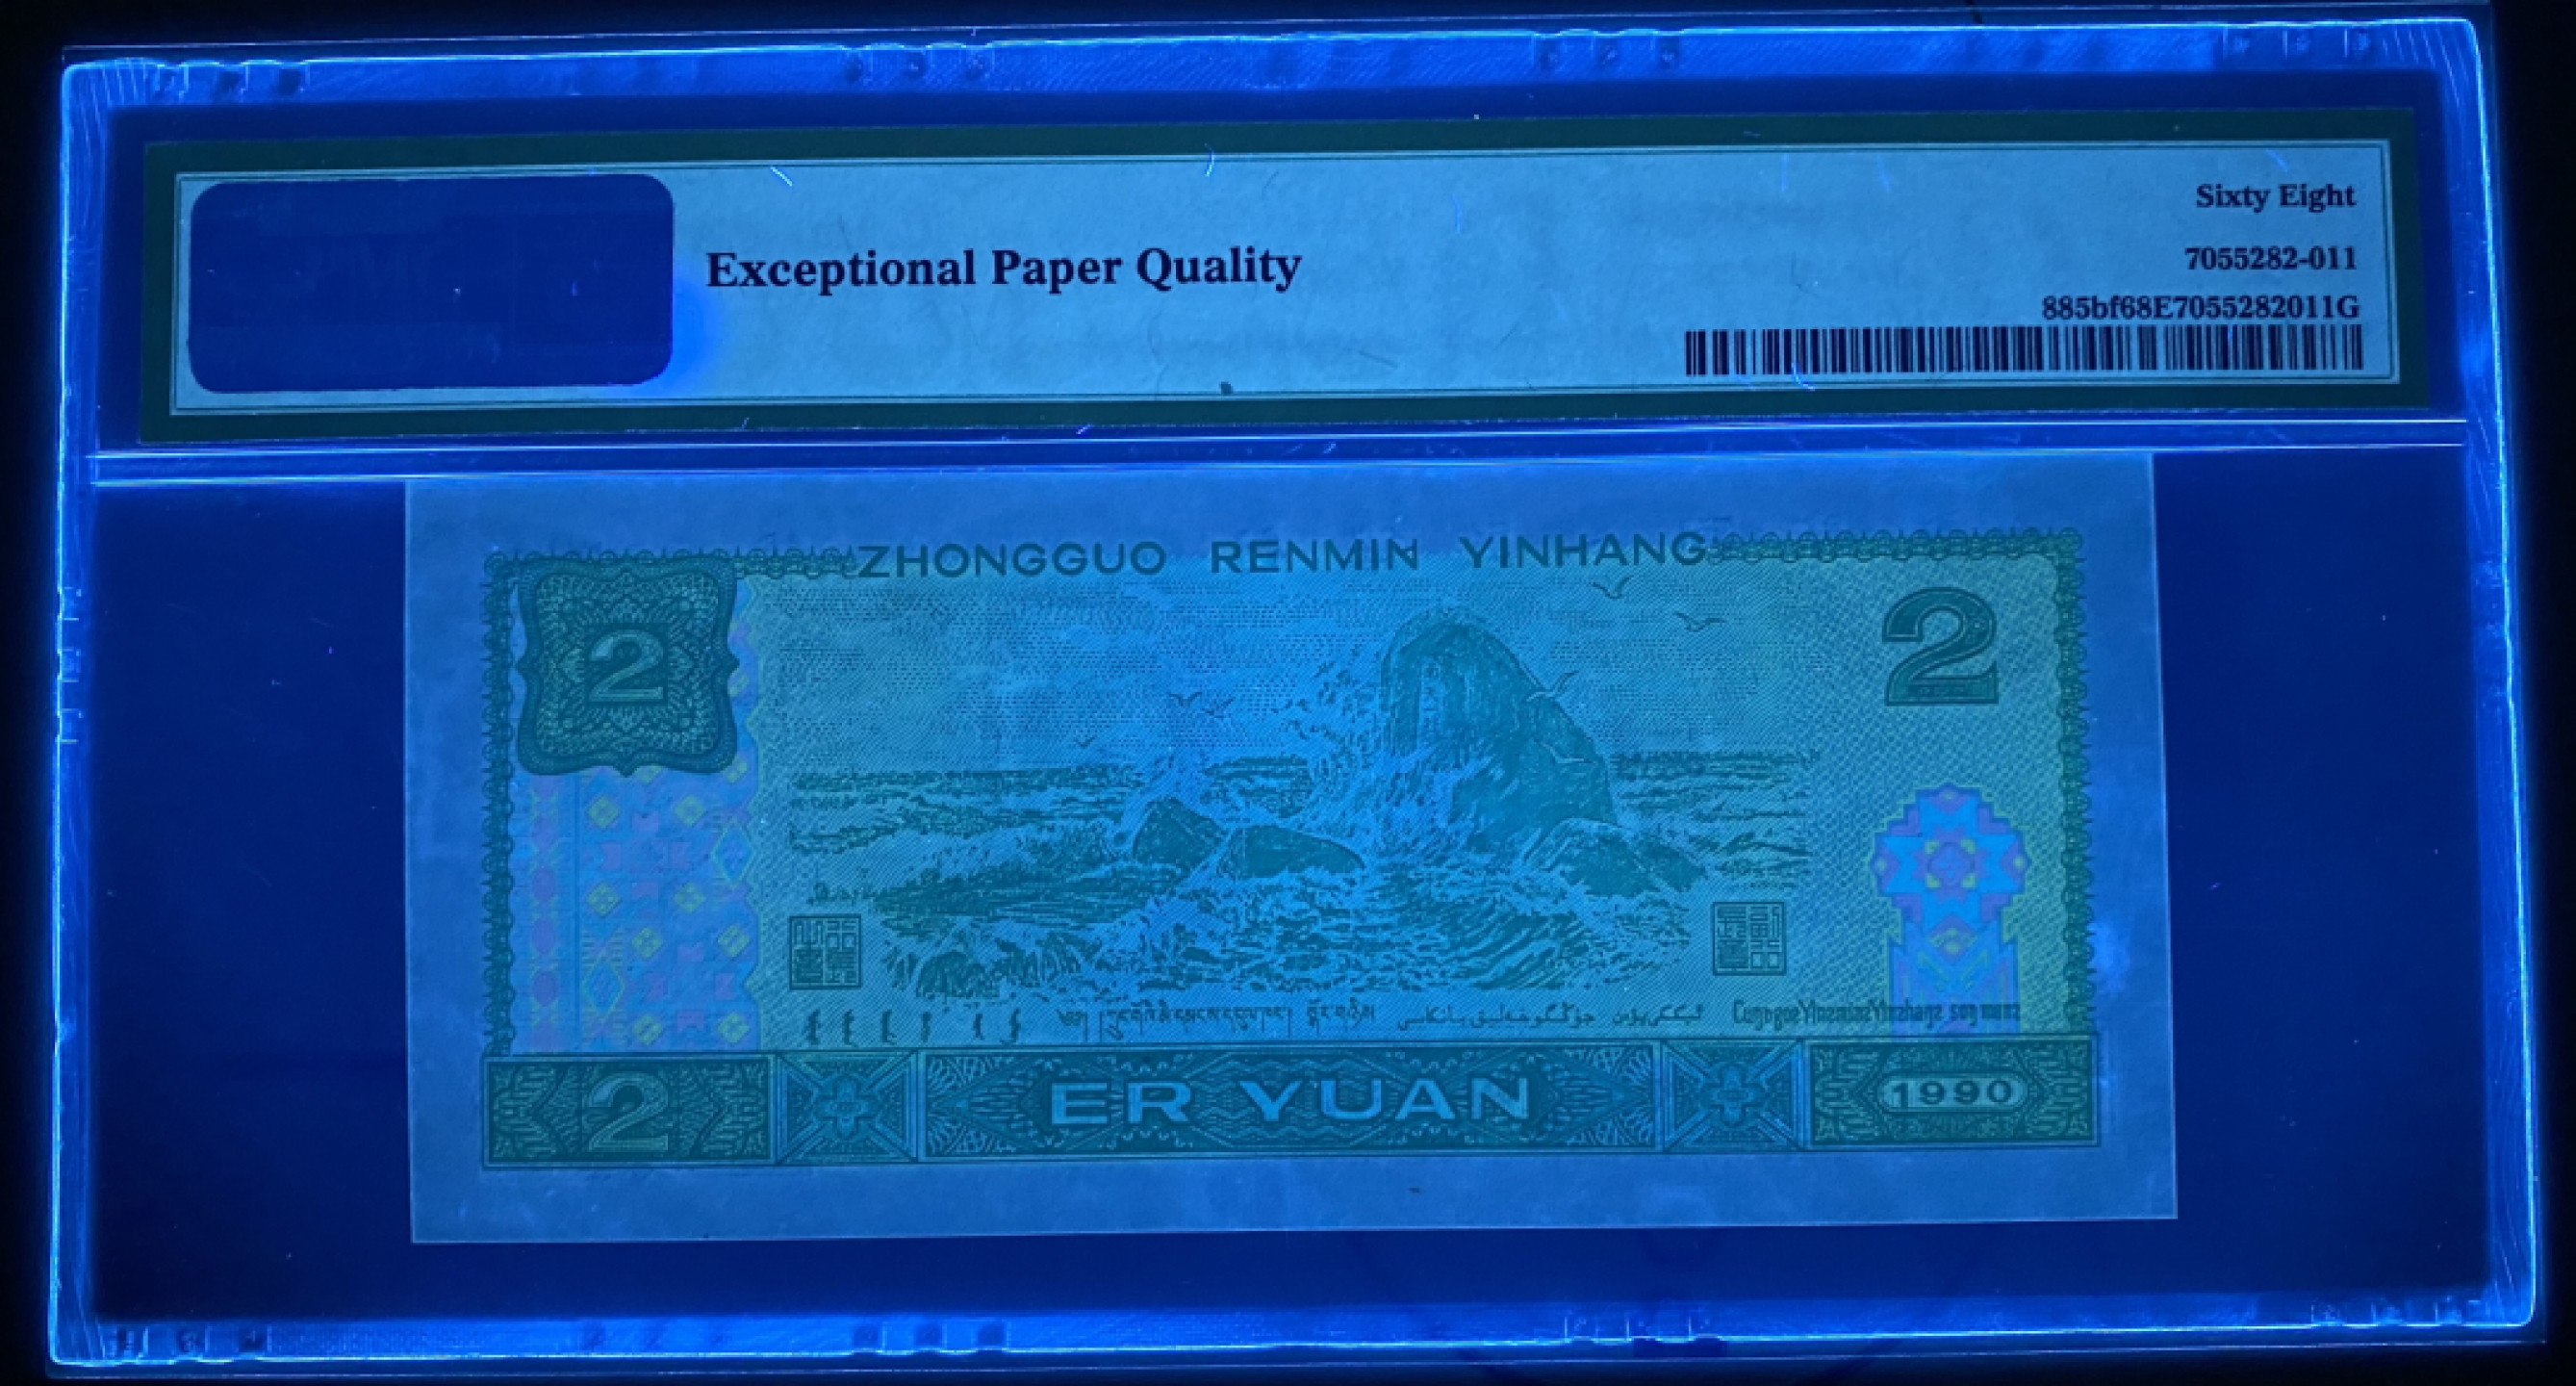 Sixty Eight
Exceptional Paper Quality
7055282-011
885bf68E7055282011G
ZHONGGUO RENMIN YINHANG
2
2
1990
2
ER YUAN